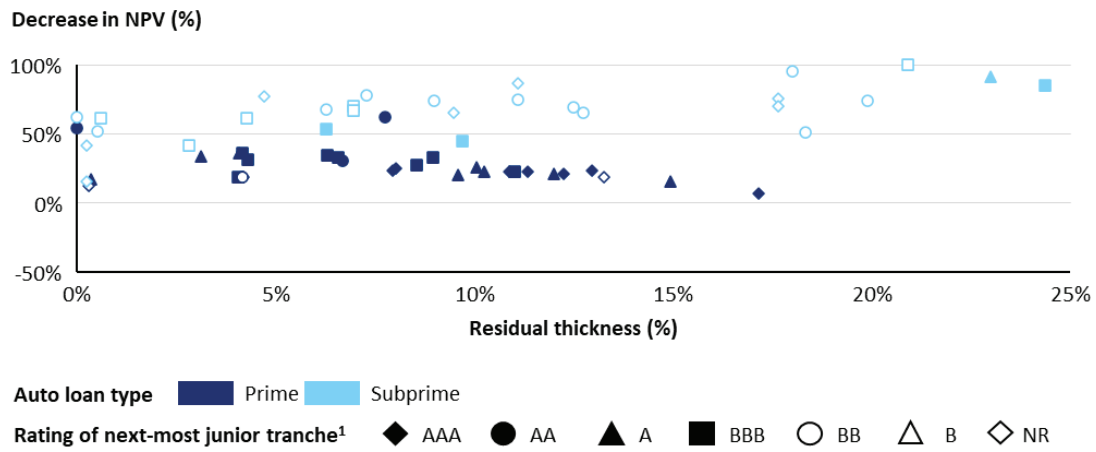 Decrease in NPV (%)
100%
50%
0%
-50%
0% 5% 10% 15% 20% 25%
Residual thickness (%)
Auto loan type Prime Subprime
Rating of next-most junior tranche¹ AAA AA A BBB BB B NR